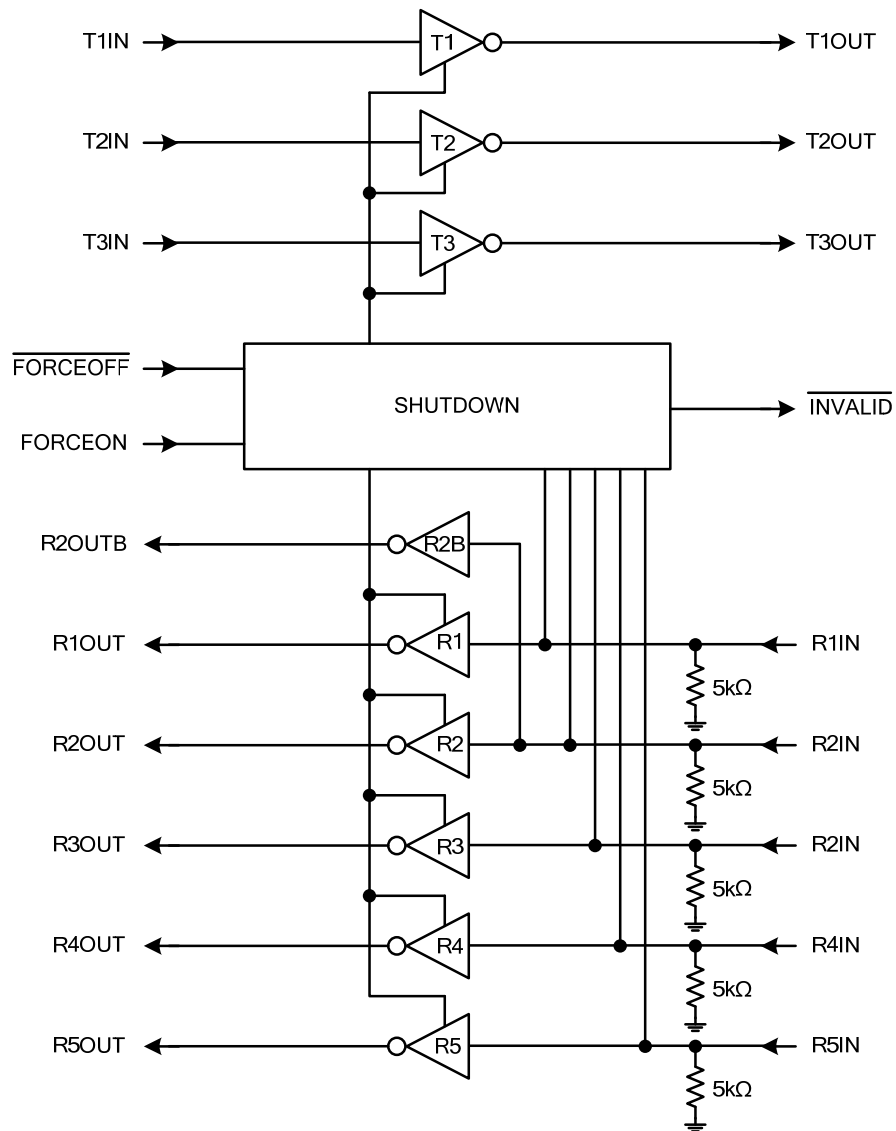 T1IN T1 T1OUT
T2IN T2 T2OUT
T3IN T3 T3OUT
FORCEOFF
SHUTDOWN INVALID
FORCEON
R2OUTB R2B
R1OUT R1 R1IN
5kΩ
R2OUT R2 R2IN
5kΩ
R3OUT R3 R2IN
5kΩ
R4OUT R4 R4IN
5kΩ
R5OUT R5 R5IN
5kΩ